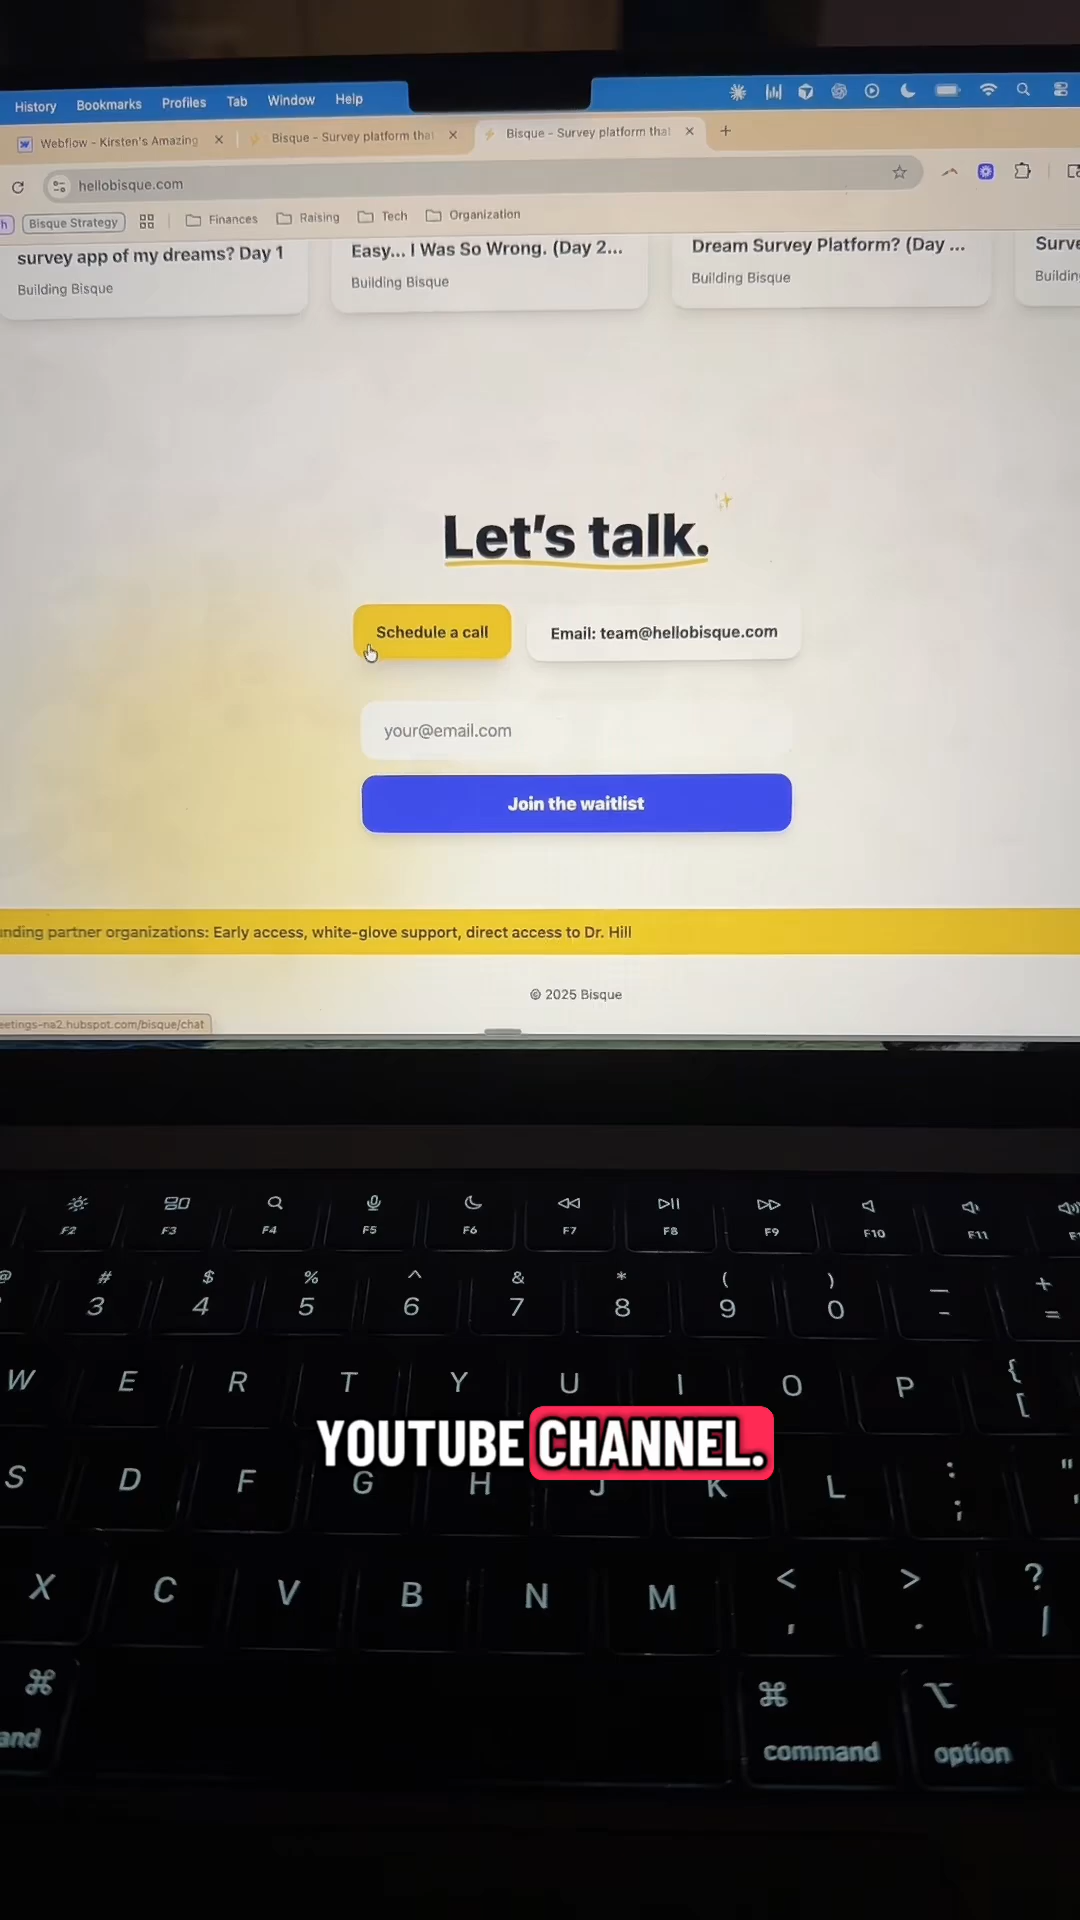 History Bookmarks Profiles Tab Window Help
Webflow - Kirsten's Amazing Bisque - Survey platform that Bisque - Survey platform that
hellobisque.com
h Bisque Strategy Finances Raising Tech Organization
survey app of my dreams? Day 1
Building Bisque
Easy... I Was So Wrong. (Day 2...
Building Bisque
Dream Survey Platform? (Day ...
Building Bisque
Surve
Buildin
Let's talk.
Schedule a call
Email: team@hellobisque.com
your@email.com
Join the waitlist
nding partner organizations: Early access, white-glove support, direct access to Dr. Hill
© 2025 Bisque
eetings-na2.hubspot.com/bisque/chat
F2 F3 F4 F5 F6 F7 F8 F9 F10 F11
@ # $ % ^ & * ( ) _ +
3 4 5 6 7 8 9 0 - =
W E R T Y U I O P { [
YOUTUBE CHANNEL.
S D F G H J K L : ; " '
X C V B N M < , > . ? /
⌘ ⌘ ⌥
and command option